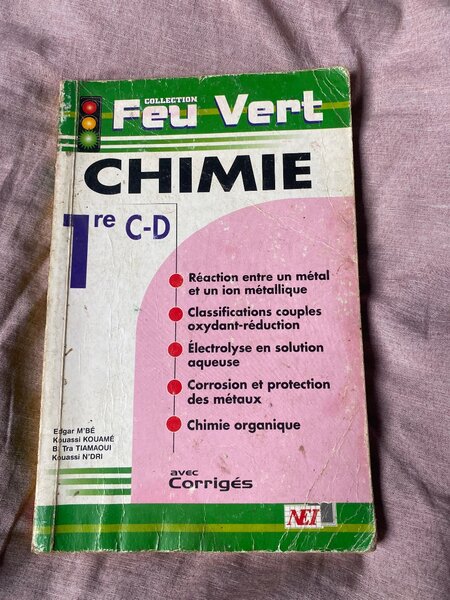 COLLECTION
Feu Vert
CHIMIE
1re C-D
Réaction entre un métal
et un ion métallique
Classifications couples
oxydant-réduction
Électrolyse en solution
aqueuse
Corrosion et protection
des métaux
Chimie organique
Edgar M'BÉ
Kouassi KOUAMÉ
B. Tra TIAMAOUI
Kouassi N'DRI
avec
Corrigés
NEI